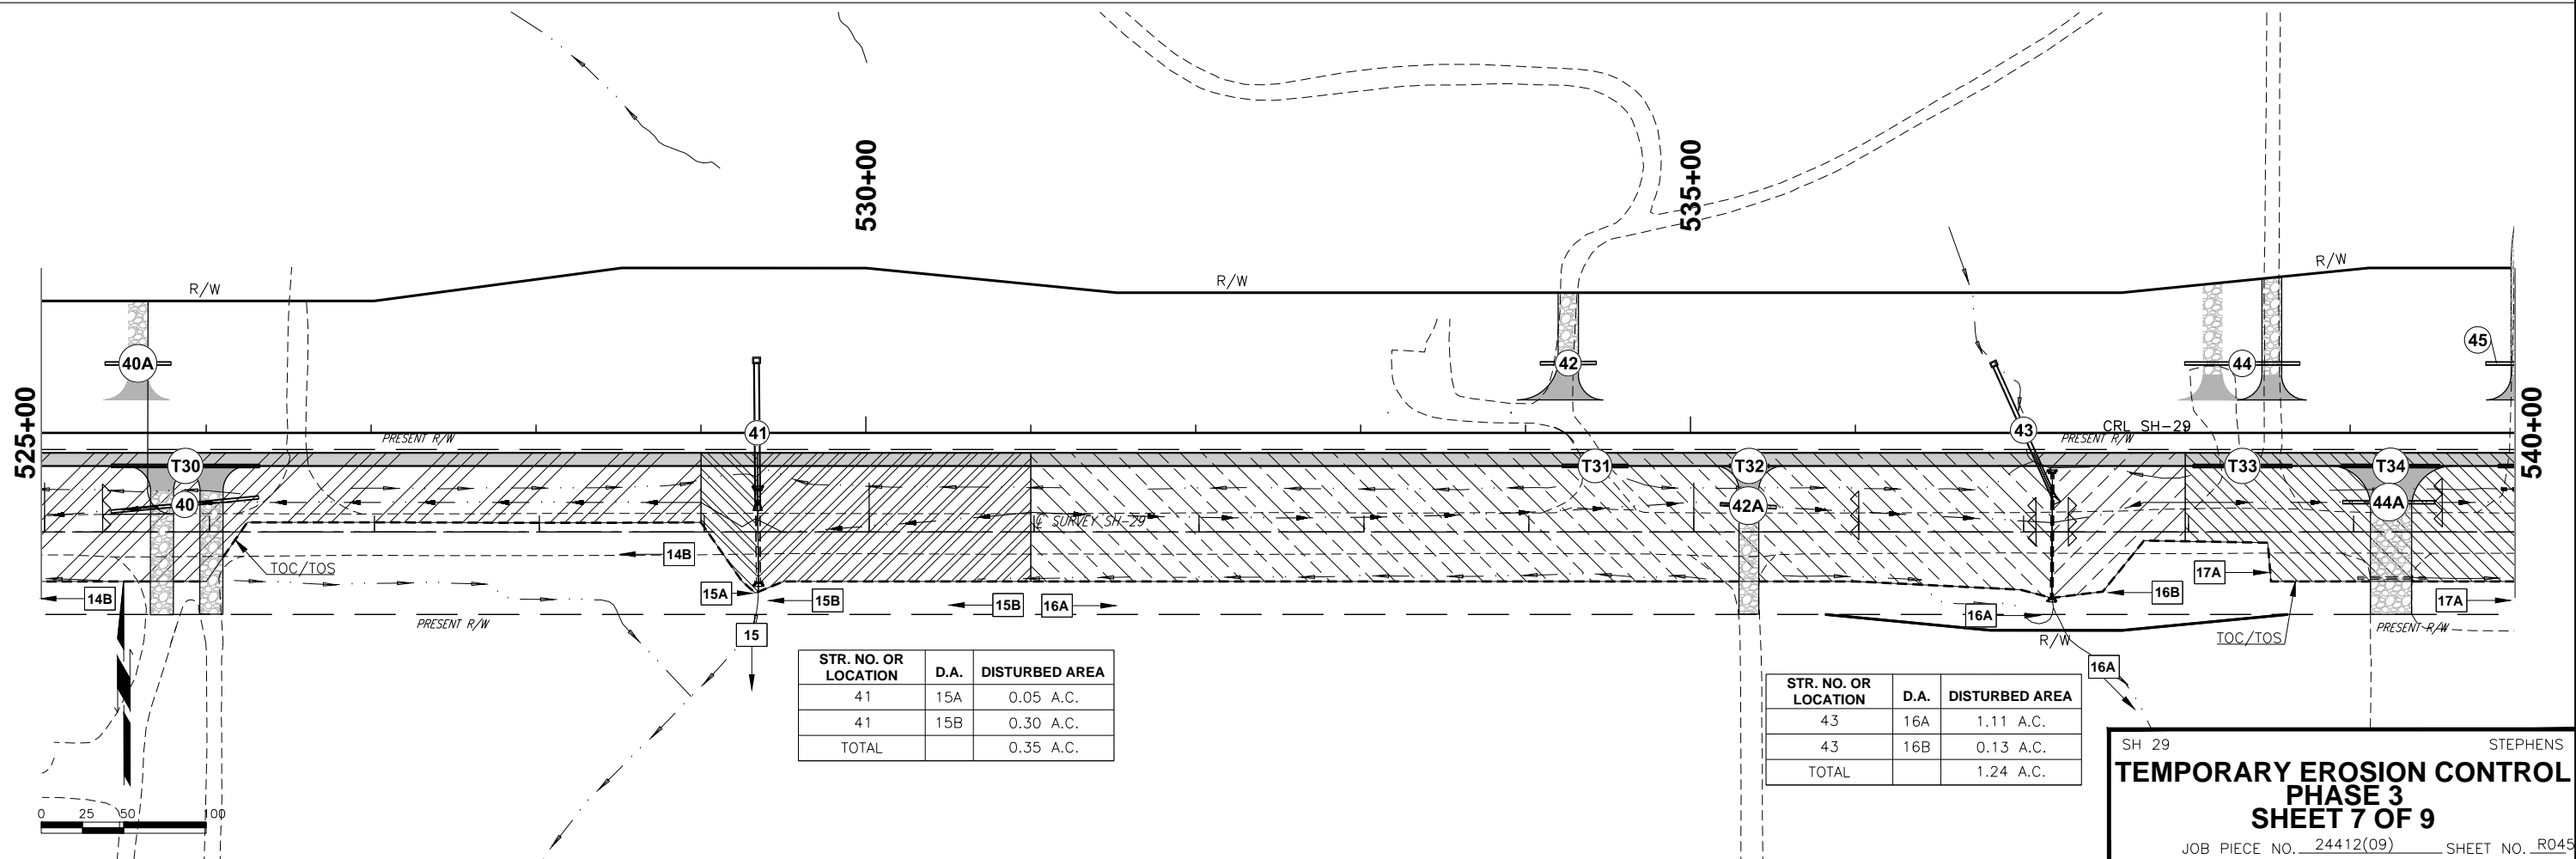 530+00
535+00
R/W
R/W
R/W
40A
42
44
45
525+00
540+00
41
43
CRL SH-29
PRESENT R/W
PRESENT R/W
T30
T31
T32
T33
T34
40
42A
44A
℄ SURVEY SH-29
14B
TOC/TOS
14B
15A
15B
15B
16A
16A
16B
17A
17A
PRESENT R/W
PRESENT R/W
15
R/W
TOC/TOS
16A
STR. NO. OR LOCATION D.A. DISTURBED AREA
41 15A 0.05 A.C.
41 15B 0.30 A.C.
TOTAL 0.35 A.C.
STR. NO. OR LOCATION D.A. DISTURBED AREA
43 16A 1.11 A.C.
43 16B 0.13 A.C.
TOTAL 1.24 A.C.
0 25 50 100
SH 29 STEPHENS
TEMPORARY EROSION CONTROL
PHASE 3
SHEET 7 OF 9
JOB PIECE NO. 24412(09) SHEET NO. R045